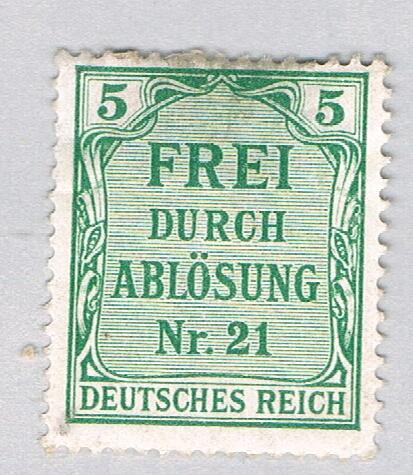 5 5
FREI
DURCH
ABLÖSUNG
Nr. 21
DEUTSCHES REICH